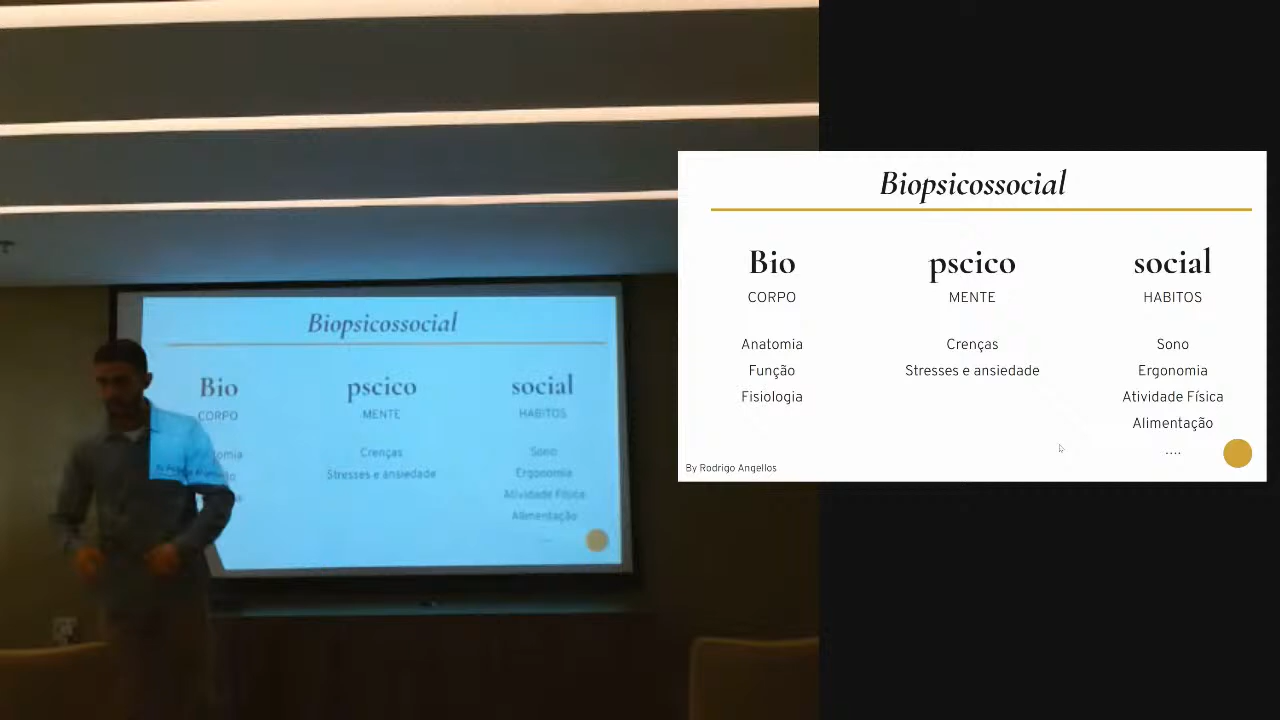 Biopsicossocial
Bio pscico social
CORPO MENTE HABITOS
Anatomia Crenças Sono
Função Stresses e ansiedade Ergonomia
Fisiologia Atividade Física
Alimentação
....
By Rodrigo Angellos
Biopsicossocial
Bio pscico social
CORPO MENTE HABITOS
Crenças Sono
Stresses e ansiedade Ergonomia
Atividade Física
Alimentação